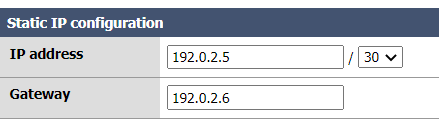 Static IP configuration
IP address 192.0.2.5 / 30
Gateway 192.0.2.6